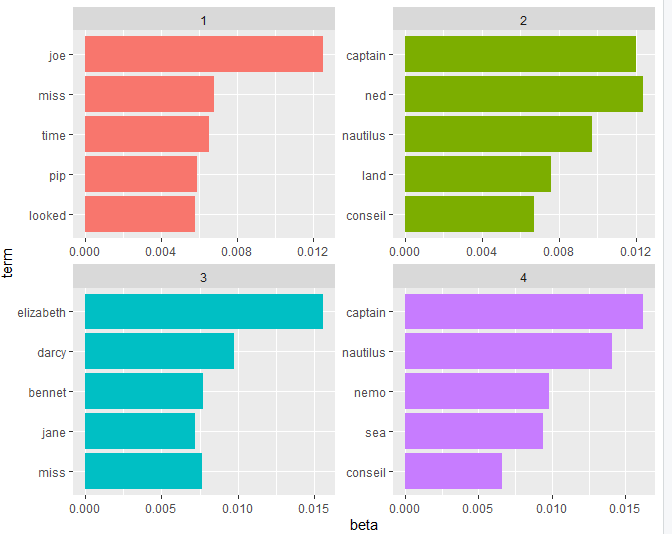 1
joe
miss
time
pip
looked
0.000 0.004 0.008 0.012
2
captain
ned
nautilus
land
conseil
0.000 0.004 0.008 0.012
term
3
elizabeth
darcy
bennet
jane
miss
0.000 0.005 0.010 0.015
4
captain
nautilus
nemo
sea
conseil
0.000 0.005 0.010 0.015
beta